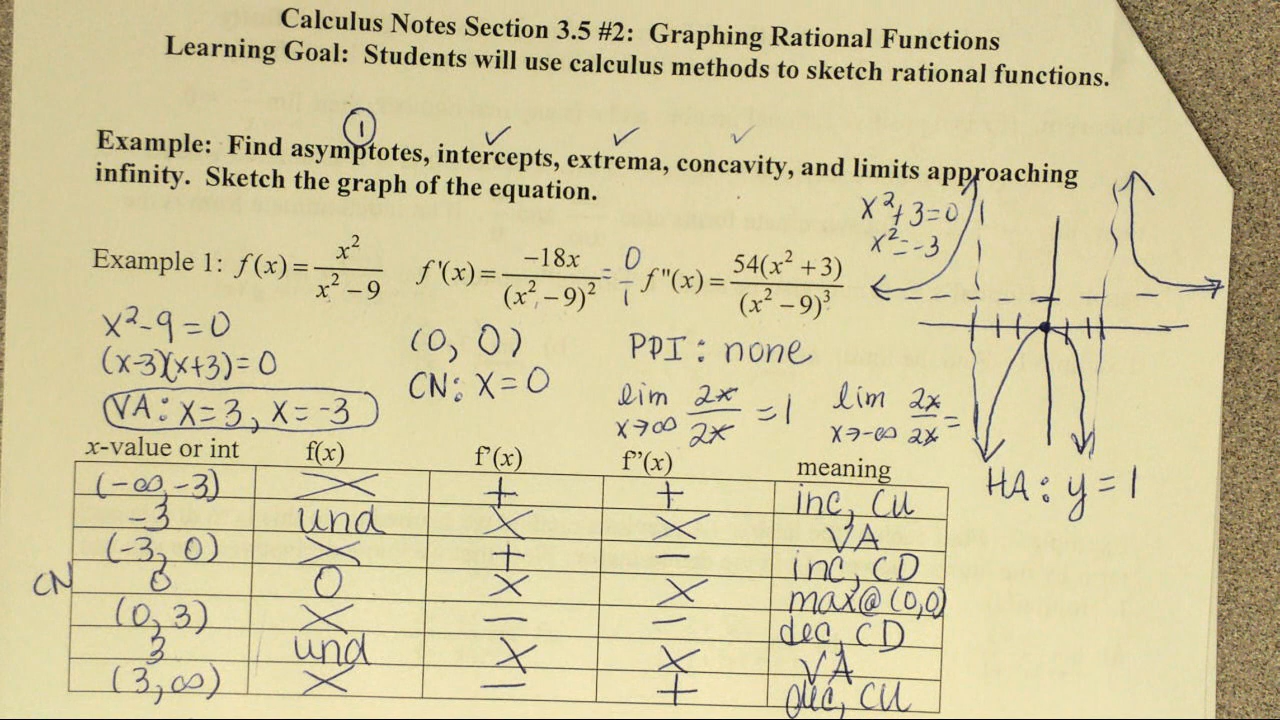 Calculus Notes Section 3.5 #2: Graphing Rational Functions
Learning Goal: Students will use calculus methods to sketch rational functions.
①
Example: Find asymptotes, intercepts, extrema, concavity, and limits approaching
infinity. Sketch the graph of the equation.
x²+3=0
x²=-3
Example 1: f(x)= x²/(x²-9) f'(x)= -18x/(x²-9)² = 0/1 f"(x)= 54(x²+3)/(x²-9)³
x²-9=0
(x-3)(x+3)=0
VA: x=3, x=-3
(0,0)
CN: x=0
PPI: none
lim x→∞ 2x/2x =1 lim x→-∞ 2x/2x =
HA: y=1
x-value or int f(x) f'(x) f"(x) meaning
(-∞,-3) X + + inc, CU
-3 und X X VA
(-3,0) X + - inc, CD
CN 0 0 X X max@(0,0)
(0,3) X - - dec, CD
3 und X X VA
(3,∞) X - + dec, CU